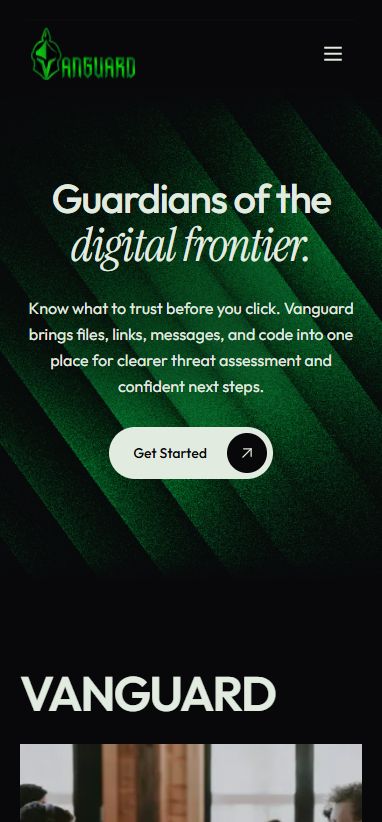 VANGUARD
Guardians of the
digital frontier.
Know what to trust before you click. Vanguard
brings files, links, messages, and code into one
place for clearer threat assessment and
confident next steps.
Get Started
VANGUARD